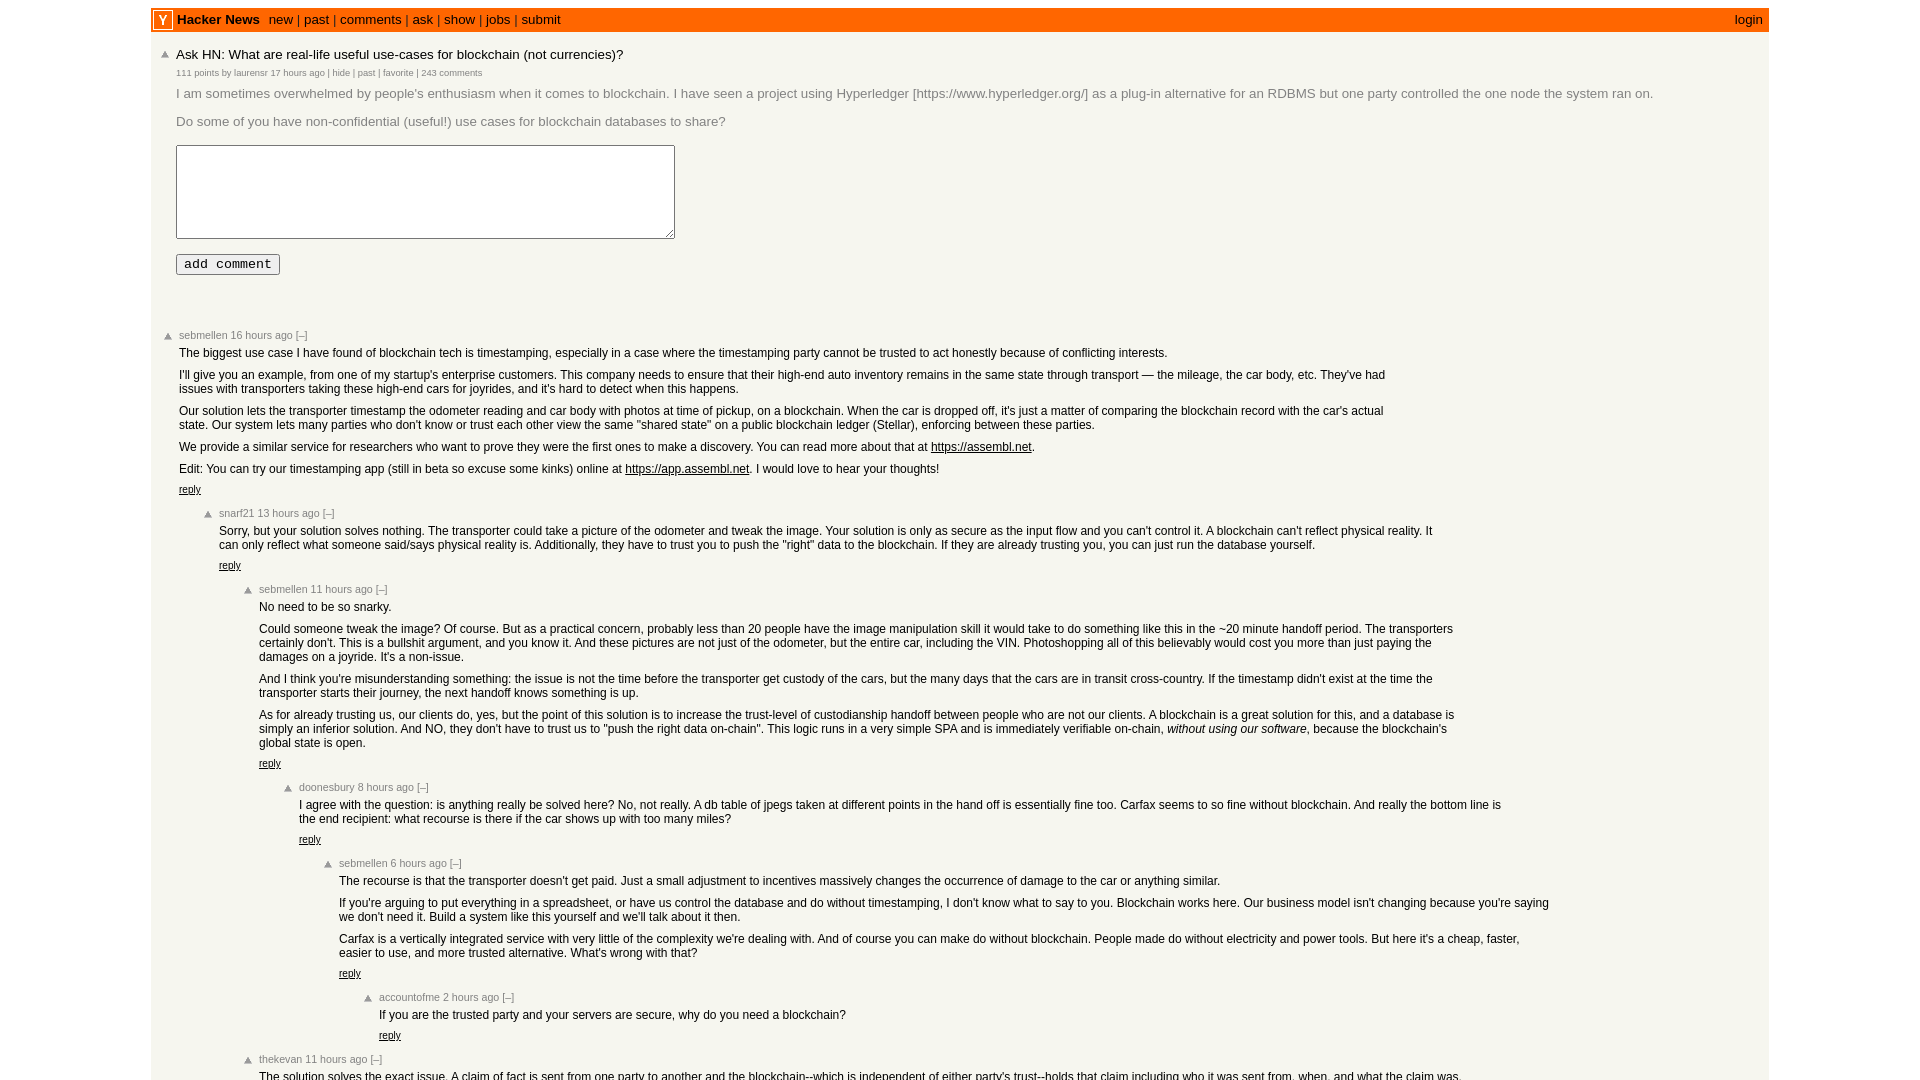 Y Hacker News new | past | comments | ask | show | jobs | submit login
Ask HN: What are real-life useful use-cases for blockchain (not currencies)?
111 points by laurensr 17 hours ago | hide | past | favorite | 243 comments
I am sometimes overwhelmed by people's enthusiasm when it comes to blockchain. I have seen a project using Hyperledger [https://www.hyperledger.org/] as a plug-in alternative for an RDBMS but one party controlled the one node the system ran on.
Do some of you have non-confidential (useful!) use cases for blockchain databases to share?
add comment
sebmellen 16 hours ago [–]
The biggest use case I have found of blockchain tech is timestamping, especially in a case where the timestamping party cannot be trusted to act honestly because of conflicting interests.
I'll give you an example, from one of my startup's enterprise customers. This company needs to ensure that their high-end auto inventory remains in the same state through transport — the mileage, the car body, etc. They've had
issues with transporters taking these high-end cars for joyrides, and it's hard to detect when this happens.
Our solution lets the transporter timestamp the odometer reading and car body with photos at time of pickup, on a blockchain. When the car is dropped off, it's just a matter of comparing the blockchain record with the car's actual
state. Our system lets many parties who don't know or trust each other view the same "shared state" on a public blockchain ledger (Stellar), enforcing between these parties.
We provide a similar service for researchers who want to prove they were the first ones to make a discovery. You can read more about that at https://assembl.net.
Edit: You can try our timestamping app (still in beta so excuse some kinks) online at https://app.assembl.net. I would love to hear your thoughts!
reply
snarf21 13 hours ago [–]
Sorry, but your solution solves nothing. The transporter could take a picture of the odometer and tweak the image. Your solution is only as secure as the input flow and you can't control it. A blockchain can't reflect physical reality. It
can only reflect what someone said/says physical reality is. Additionally, they have to trust you to push the "right" data to the blockchain. If they are already trusting you, you can just run the database yourself.
reply
sebmellen 11 hours ago [–]
No need to be so snarky.
Could someone tweak the image? Of course. But as a practical concern, probably less than 20 people have the image manipulation skill it would take to do something like this in the ~20 minute handoff period. The transporters
certainly don't. This is a bullshit argument, and you know it. And these pictures are not just of the odometer, but the entire car, including the VIN. Photoshopping all of this believably would cost you more than just paying the
damages on a joyride. It's a non-issue.
And I think you're misunderstanding something: the issue is not the time before the transporter get custody of the cars, but the many days that the cars are in transit cross-country. If the timestamp didn't exist at the time the
transporter starts their journey, the next handoff knows something is up.
As for already trusting us, our clients do, yes, but the point of this solution is to increase the trust-level of custodianship handoff between people who are not our clients. A blockchain is a great solution for this, and a database is
simply an inferior solution. And NO, they don't have to trust us to "push the right data on-chain". This logic runs in a very simple SPA and is immediately verifiable on-chain, without using our software, because the blockchain's
global state is open.
reply
doonesbury 8 hours ago [–]
I agree with the question: is anything really be solved here? No, not really. A db table of jpegs taken at different points in the hand off is essentially fine too. Carfax seems to so fine without blockchain. And really the bottom line is
the end recipient: what recourse is there if the car shows up with too many miles?
reply
sebmellen 6 hours ago [–]
The recourse is that the transporter doesn't get paid. Just a small adjustment to incentives massively changes the occurrence of damage to the car or anything similar.
If you're arguing to put everything in a spreadsheet, or have us control the database and do without timestamping, I don't know what to say to you. Blockchain works here. Our business model isn't changing because you're saying
we don't need it. Build a system like this yourself and we'll talk about it then.
Carfax is a vertically integrated service with very little of the complexity we're dealing with. And of course you can make do without blockchain. People made do without electricity and power tools. But here it's a cheap, faster,
easier to use, and more trusted alternative. What's wrong with that?
reply
accountofme 2 hours ago [–]
If you are the trusted party and your servers are secure, why do you need a blockchain?
reply
thekevan 11 hours ago [–]
The solution solves the exact issue. A claim of fact is sent from one party to another and the blockchain--which is independent of either party's trust--holds that claim including who it was sent from, when, and what the claim was.